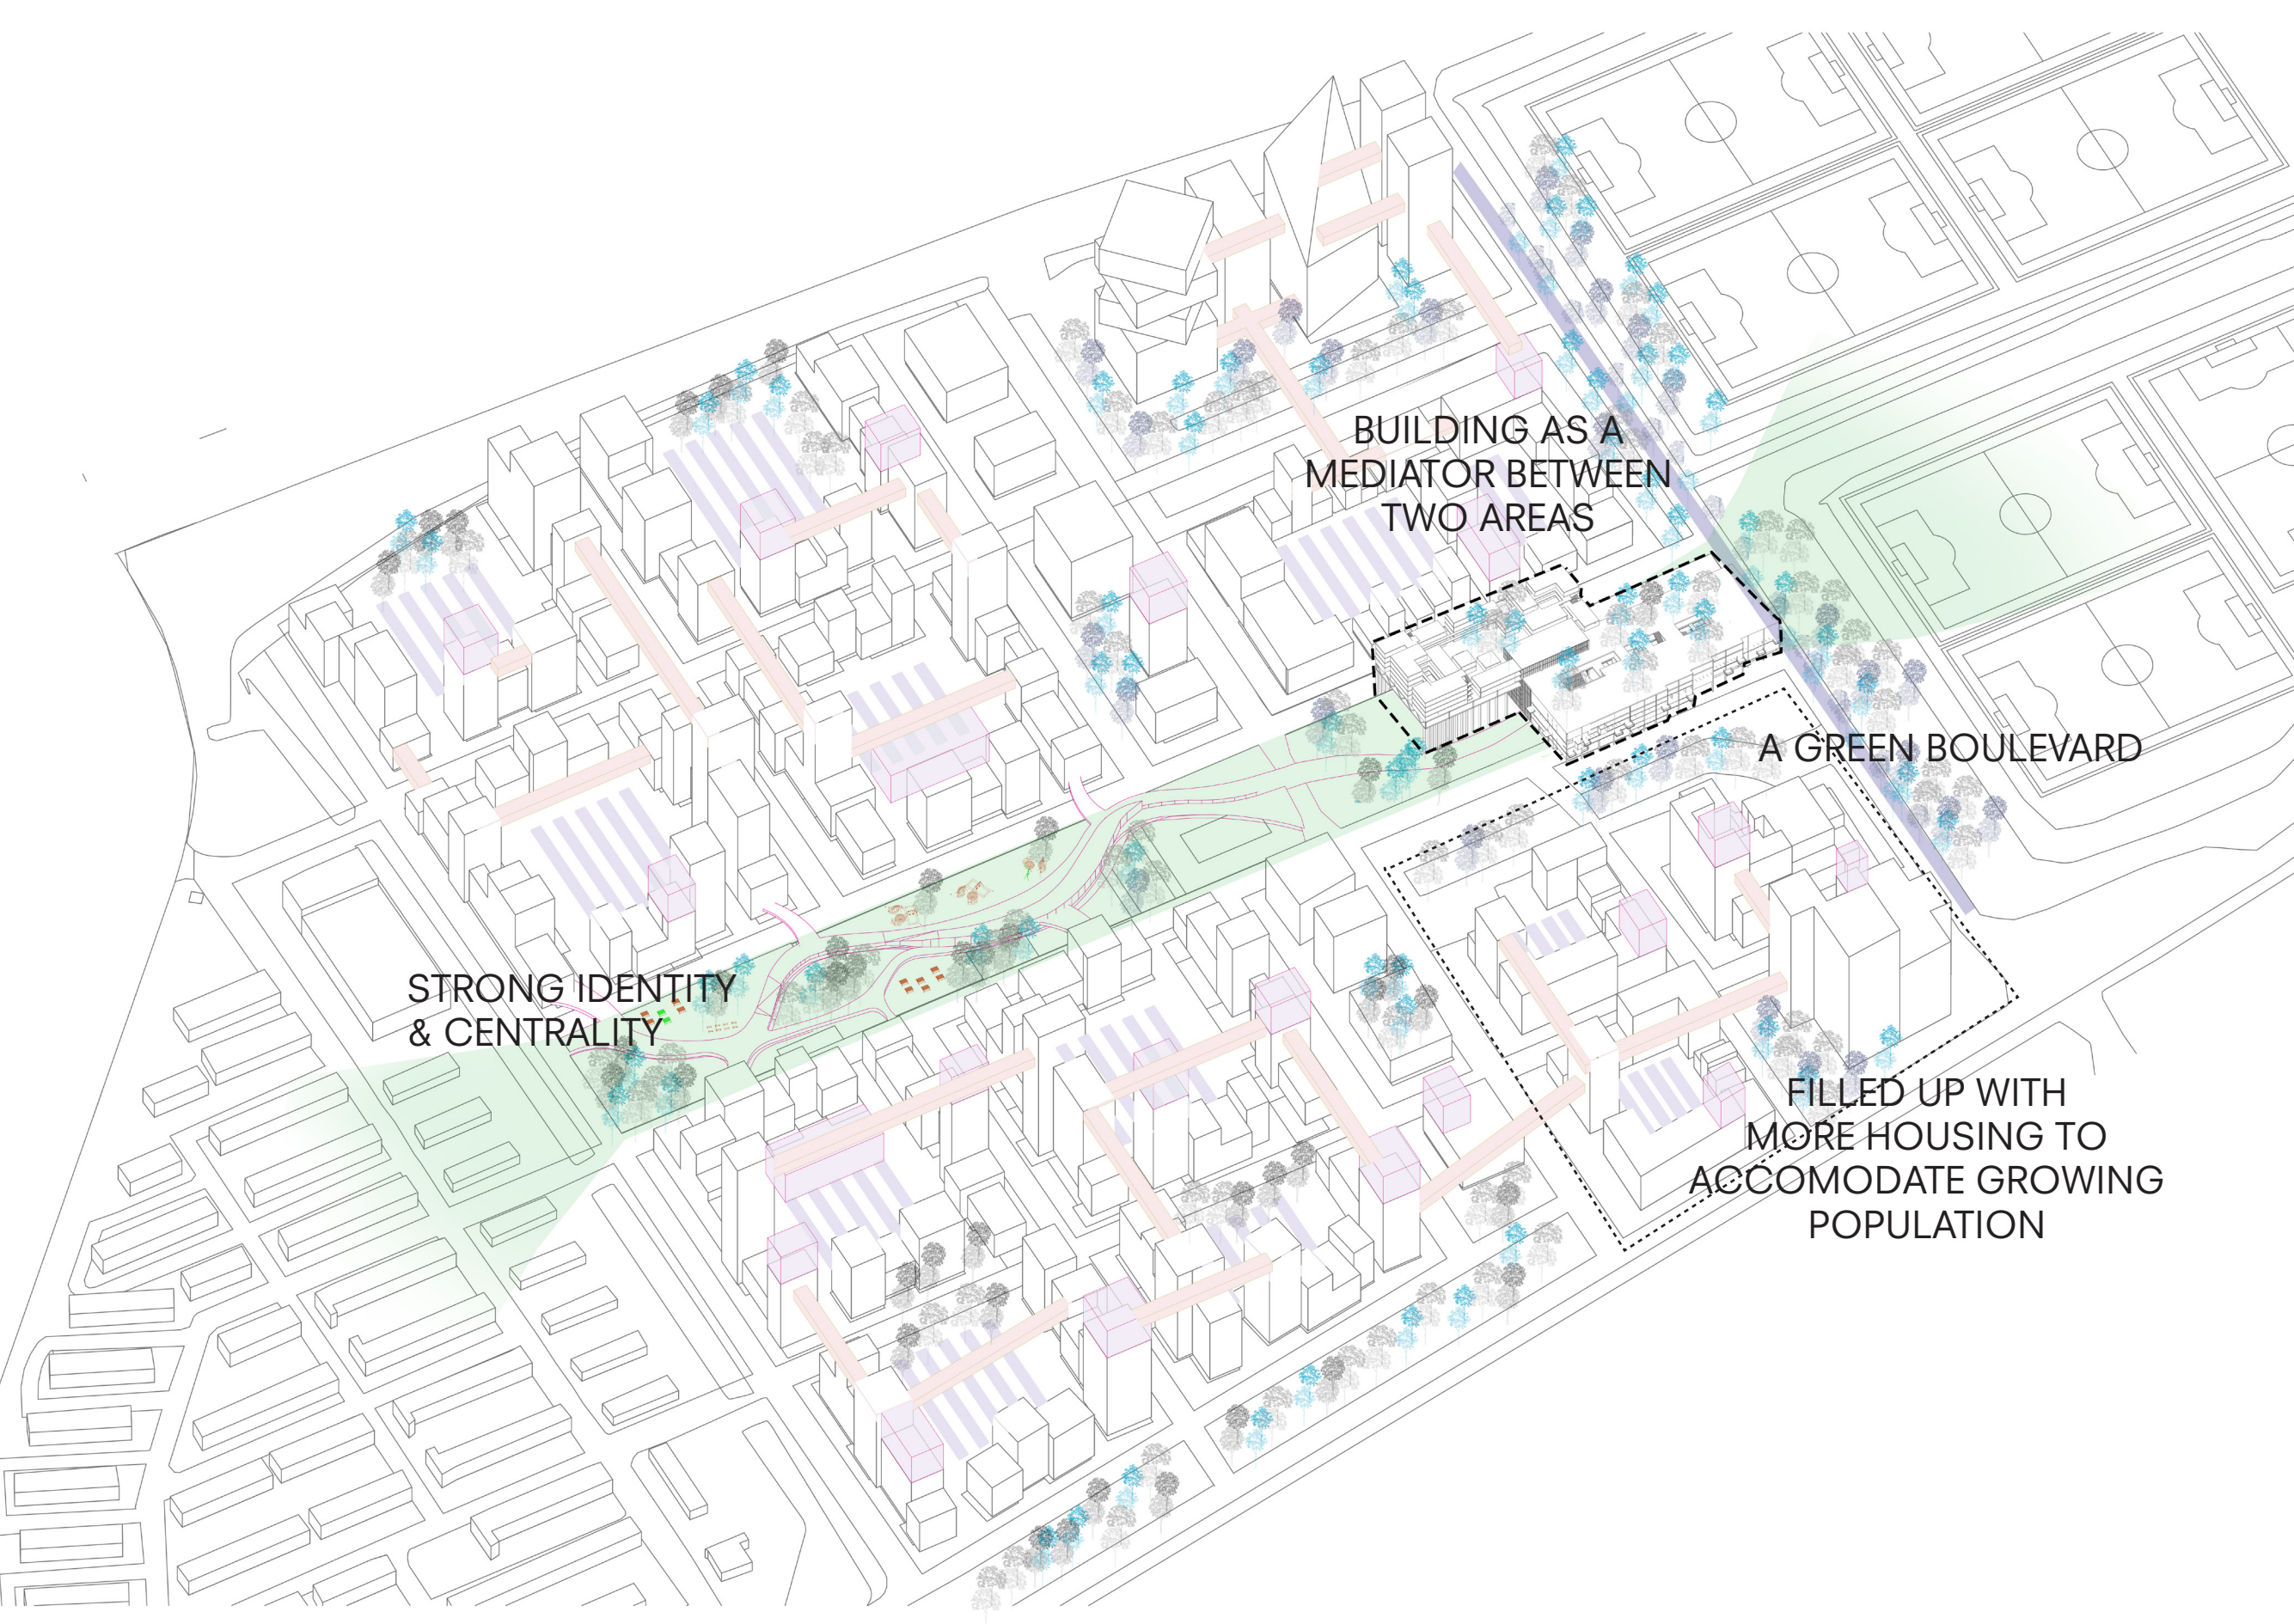 BUILDING AS A
MEDIATOR BETWEEN
TWO AREAS
A GREEN BOULEVARD
STRONG IDENTITY
& CENTRALITY
FILLED UP WITH
MORE HOUSING TO
ACCOMODATE GROWING
POPULATION